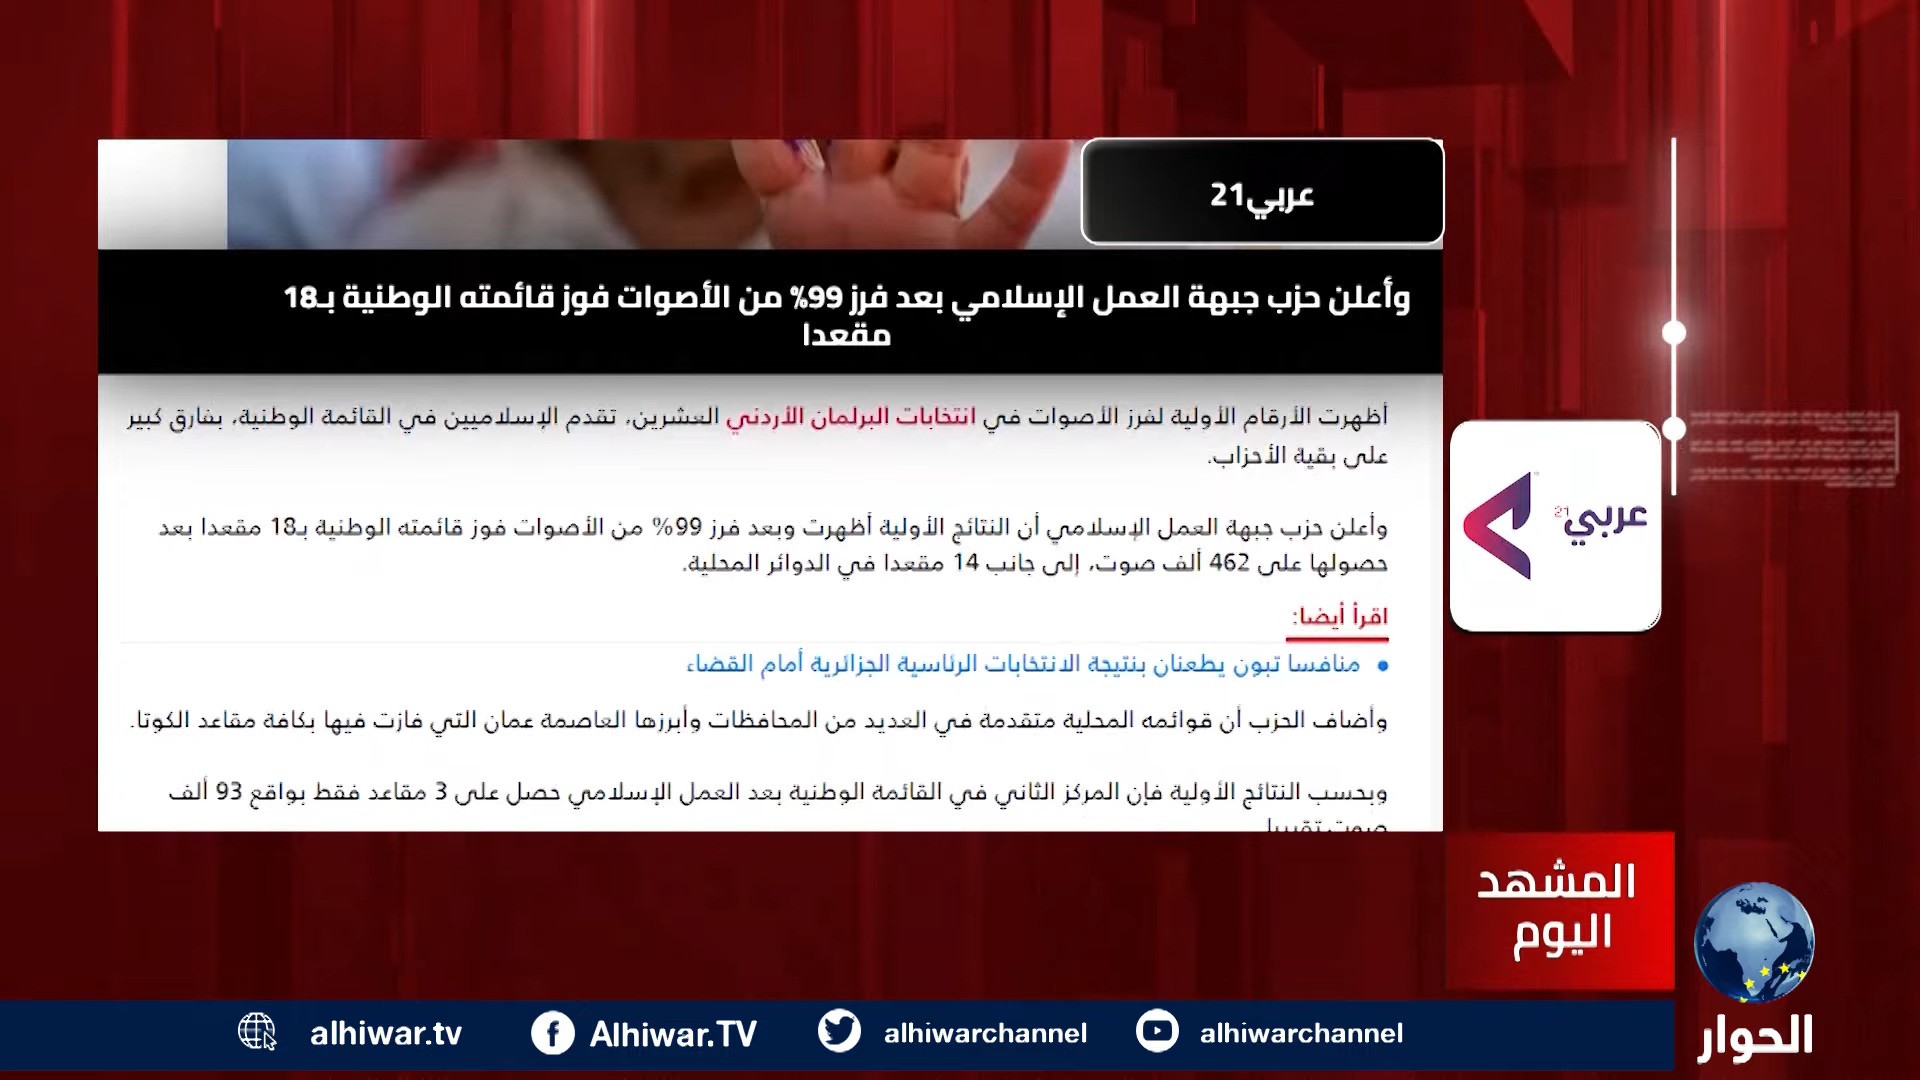 عربي21
وأعلن حزب جبهة العمل الإسلامي بعد فرز 99% من الأصوات فوز قائمته الوطنية بـ18
مقعدا
أظهرت الأرقام الأولية لفرز الأصوات في انتخابات البرلمان الأردني العشرين، تقدم الإسلاميين في القائمة الوطنية، بفارق كبير
على بقية الأحزاب.
وأعلن حزب جبهة العمل الإسلامي أن النتائج الأولية أظهرت وبعد فرز 99% من الأصوات فوز قائمته الوطنية بـ18 مقعدا بعد
حصولها على 462 ألف صوت، إلى جانب 14 مقعدا في الدوائر المحلية.
اقرأ أيضا:
منافسا تبون يطعنان بنتيجة الانتخابات الرئاسية الجزائرية أمام القضاء
وأضاف الحزب أن قوائمه المحلية متقدمة في العديد من المحافظات وأبرزها العاصمة عمان التي فازت فيها بكافة مقاعد الكوتا.
وبحسب النتائج الأولية فإن المركز الثاني في القائمة الوطنية بعد العمل الإسلامي حصل على 3 مقاعد فقط بواقع 93 ألف
صوت تقريبا
عربي21
المشهد
اليوم
الحوار
alhiwar.tv
Alhiwar.TV
alhiwarchannel
alhiwarchannel